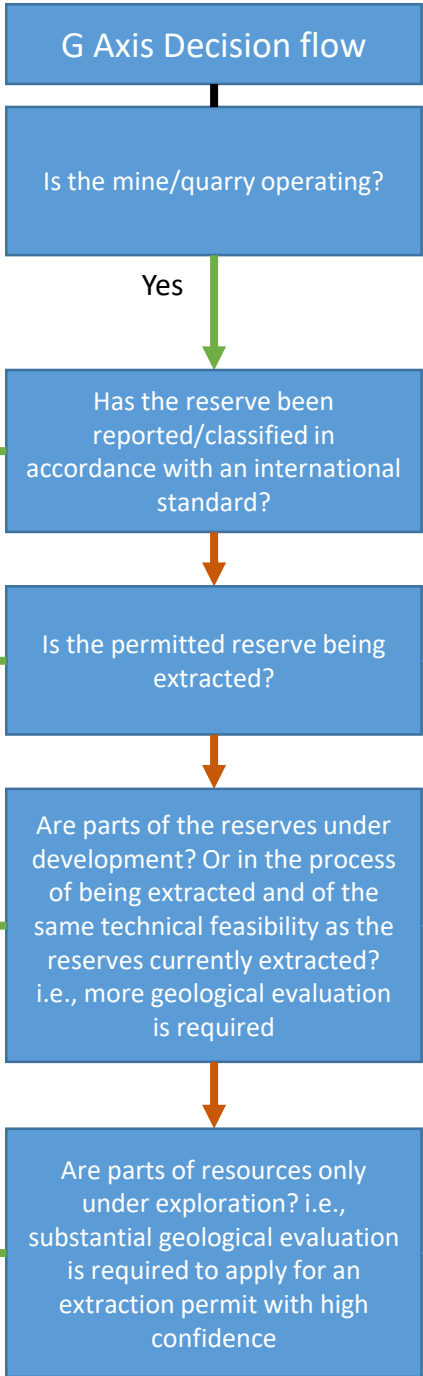 G Axis Decision flow
Is the mine/quarry operating?
Yes
Has the reserve been
reported/classified in
accordance with an international
standard?
Is the permitted reserve being
extracted?
Are parts of the reserves under
development? Or in the process
of being extracted and of the
same technical feasibility as the
reserves currently extracted?
i.e., more geological evaluation
is required
Are parts of resources only
under exploration? i.e.,
substantial geological evaluation
is required to apply for an
extraction permit with high
confidence